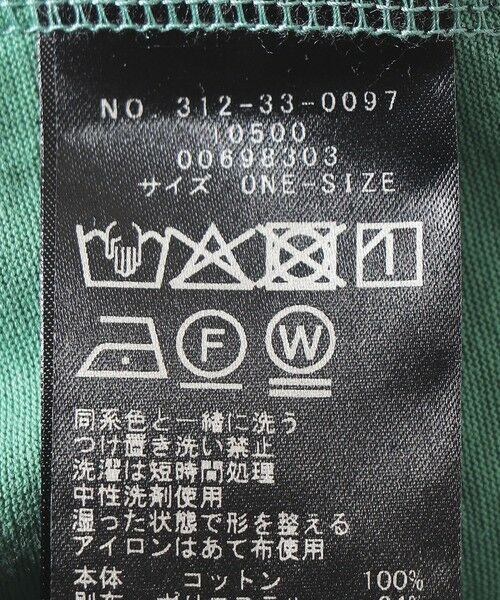 NO 312-33-0097
10500
00698303
サイズ ONE-SIZE
F W
同系色と一緒に洗う
つけ置き洗い禁止
洗濯は短時間処理
中性洗剤使用
湿った状態で形を整える
アイロンはあて布使用
本体 コットン 100%